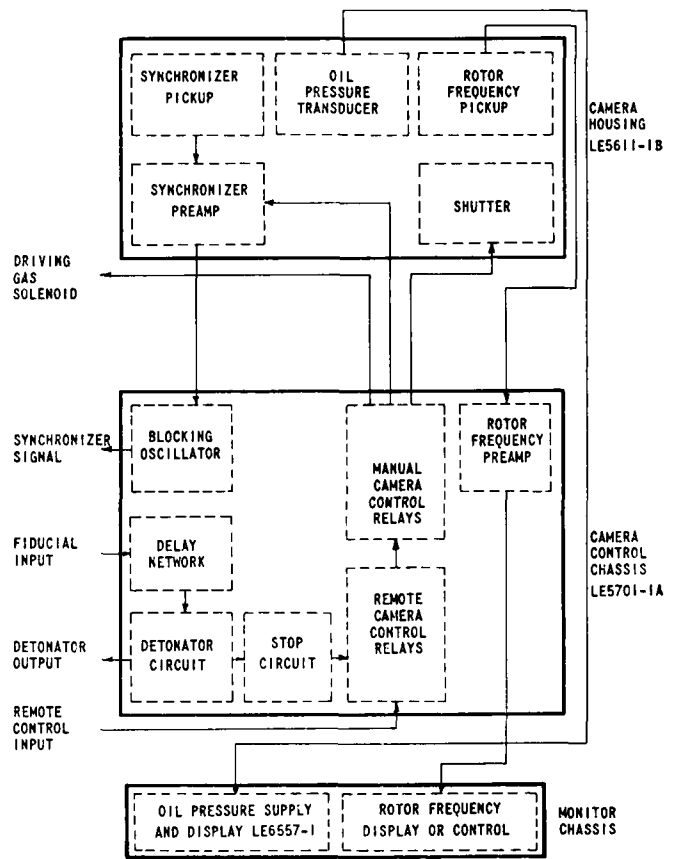 SYNCHRONIZER
PICKUP
OIL
PRESSURE
TRANSDUCER
ROTOR
FREQUENCY
PICKUP
CAMERA
HOUSING
LE5611-1B
SYNCHRONIZER
PREAMP
SHUTTER
DRIVING
GAS
SOLENOID
BLOCKING
OSCILLATOR
SYNCHRONIZER
SIGNAL
MANUAL
CAMERA
CONTROL
RELAYS
ROTOR
FREQUENCY
PREAMP
FIDUCIAL
INPUT
DELAY
NETWORK
CAMERA
CONTROL
CHASSIS
LE5701-1A
REMOTE
CAMERA
CONTROL
RELAYS
DETONATOR
OUTPUT
DETONATOR
CIRCUIT
STOP
CIRCUIT
REMOTE
CONTROL
INPUT
OIL PRESSURE SUPPLY
AND DISPLAY LE6557-1
ROTOR FREQUENCY
DISPLAY OR CONTROL
MONITOR
CHASSIS